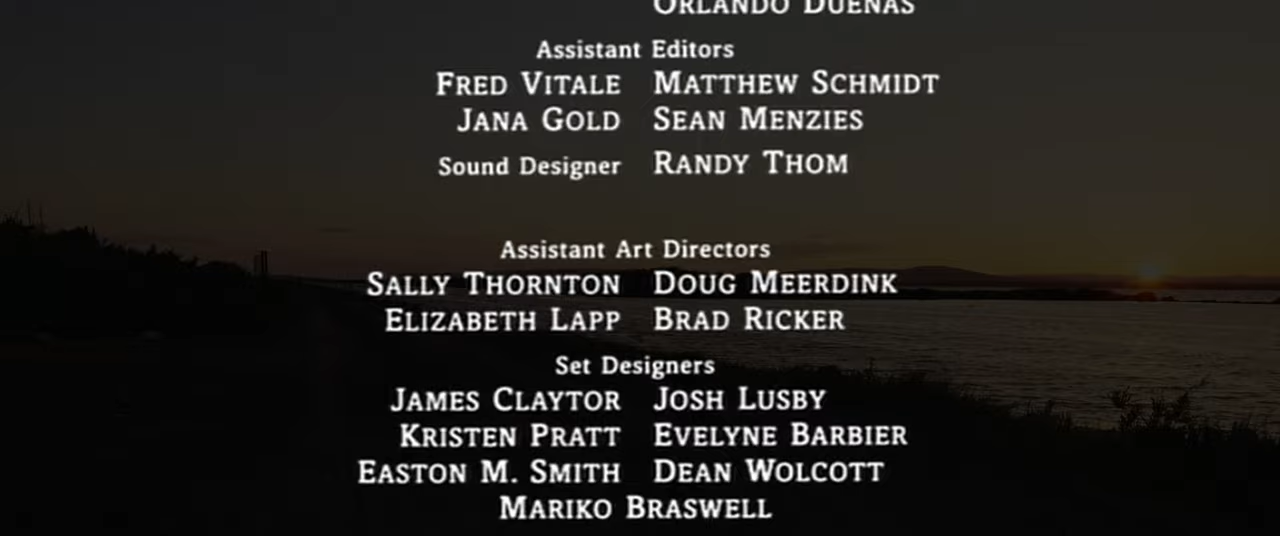 ORLANDO DUENAS
Assistant Editors
FRED VITALE MATTHEW SCHMIDT
JANA GOLD SEAN MENZIES
Sound Designer RANDY THOM
Assistant Art Directors
SALLY THORNTON DOUG MEERDINK
ELIZABETH LAPP BRAD RICKER
Set Designers
JAMES CLAYTOR JOSH LUSBY
KRISTEN PRATT EVELYNE BARBIER
EASTON M. SMITH DEAN WOLCOTT
MARIKO BRASWELL